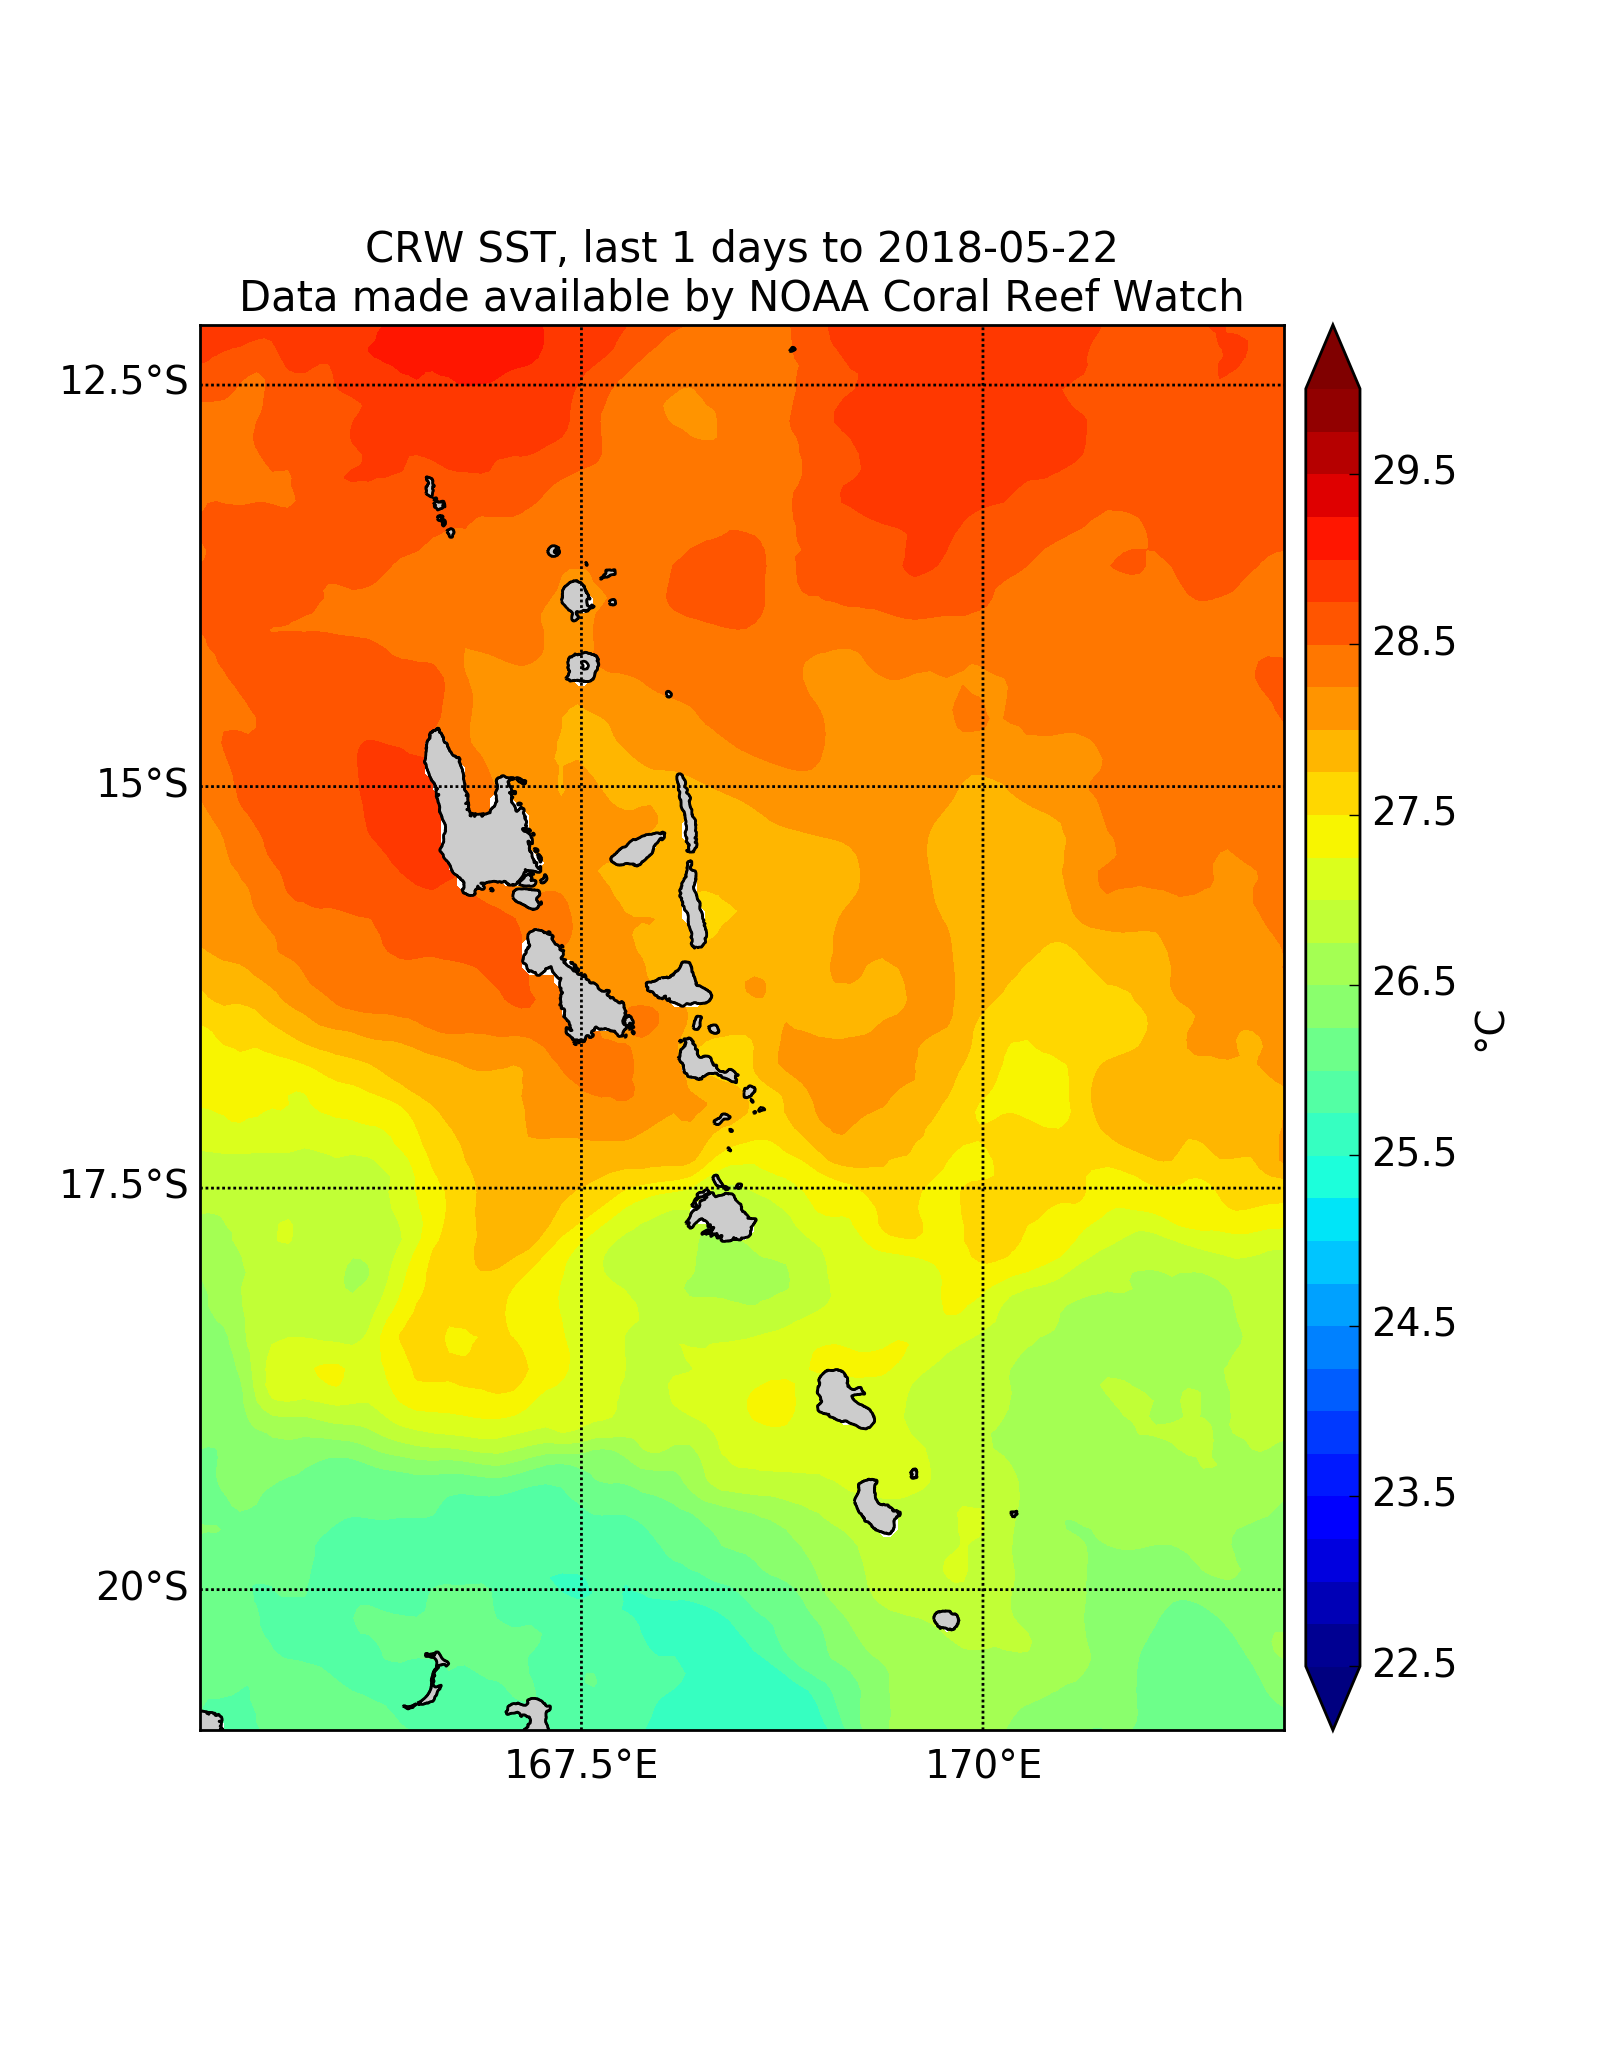 CRW SST, last 1 days to 2018-05-22
Data made available by NOAA Coral Reef Watch
12.5°S
15°S
17.5°S
20°S
167.5°E
170°E
29.5
28.5
27.5
26.5
25.5
24.5
23.5
22.5
°C